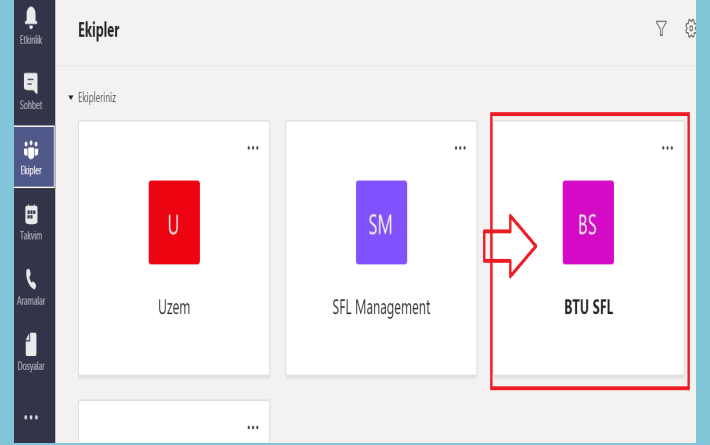 Etkinlik
Sohbet
Ekipler
Takvim
Aramalar
Dosyalar
Ekipler
Ekipleriniz
U
Uzem
SM
SFL Management
BS
BTU SFL